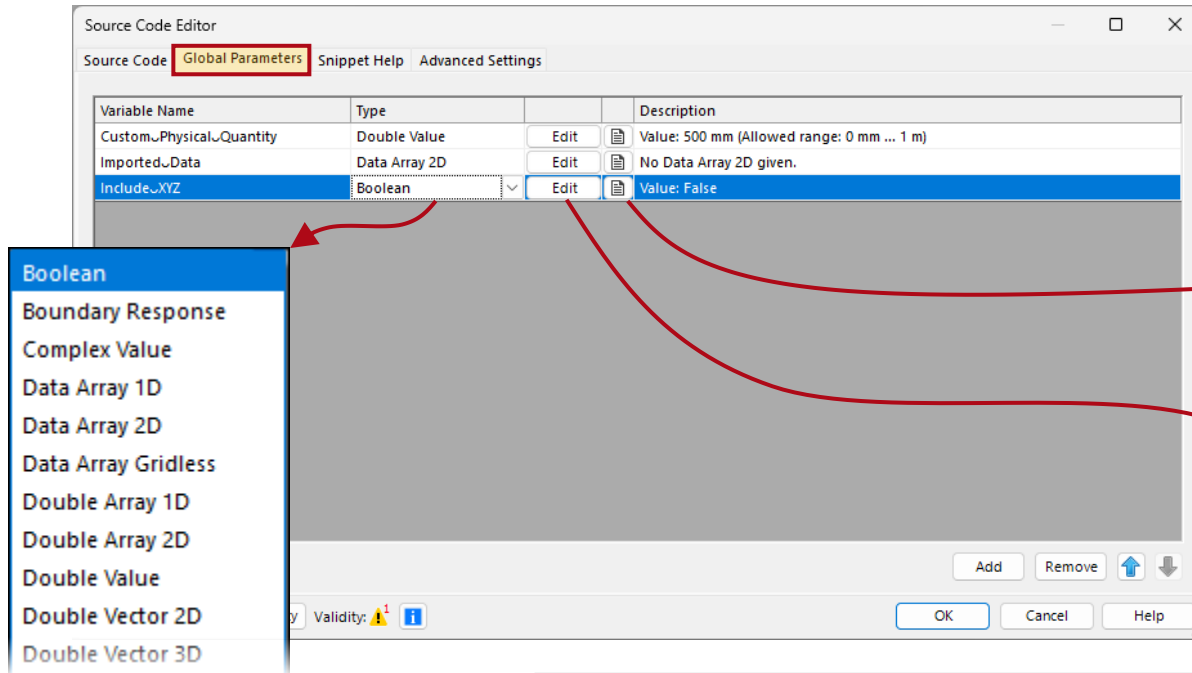 Source Code Editor
Source Code Global Parameters Snippet Help Advanced Settings
Variable Name Type Description
Custom⌣Physical⌣Quantity Double Value Edit Value: 500 mm (Allowed range: 0 mm ... 1 m)
Imported⌣Data Data Array 2D Edit No Data Array 2D given.
Include⌣XYZ Boolean Edit Value: False
Boolean
Boundary Response
Complex Value
Data Array 1D
Data Array 2D
Data Array Gridless
Double Array 1D
Double Array 2D
Double Value
Double Vector 2D
Double Vector 3D
Add Remove
y Validity: 1 i OK Cancel Help